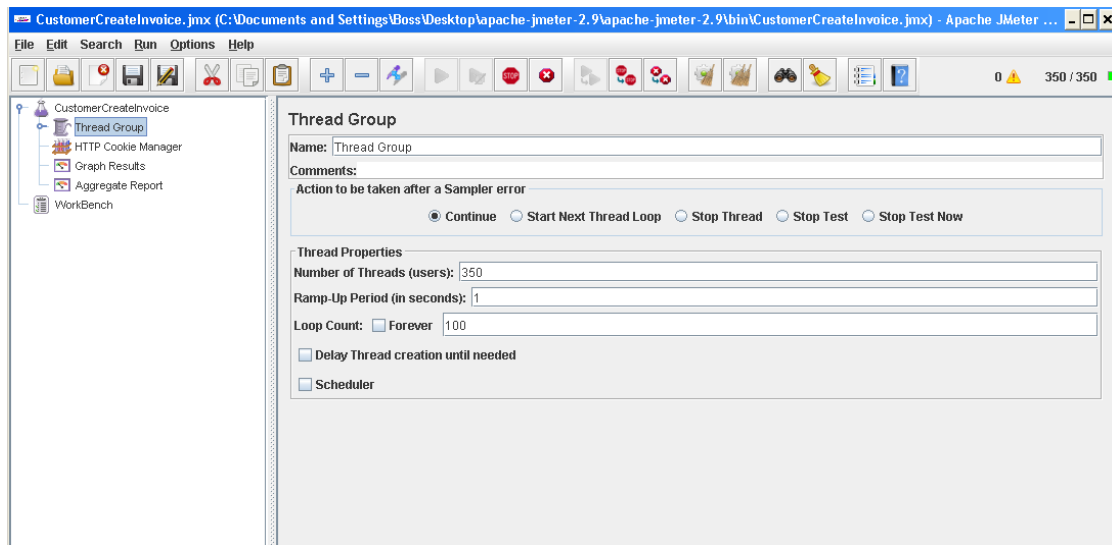 CustomerCreateInvoice.jmx (C:\Documents and Settings\Boss\Desktop\apache-jmeter-2.9\apache-jmeter-2.9\bin\CustomerCreateInvoice.jmx) - Apache JMeter ...
File Edit Search Run Options Help
STOP 0 350 / 350
CustomerCreateInvoice
Thread Group
HTTP Cookie Manager
Graph Results
Aggregate Report
WorkBench
Thread Group
Name: Thread Group
Comments:
Action to be taken after a Sampler error
Continue Start Next Thread Loop Stop Thread Stop Test Stop Test Now
Thread Properties
Number of Threads (users): 350
Ramp-Up Period (in seconds): 1
Loop Count: Forever 100
Delay Thread creation until needed
Scheduler